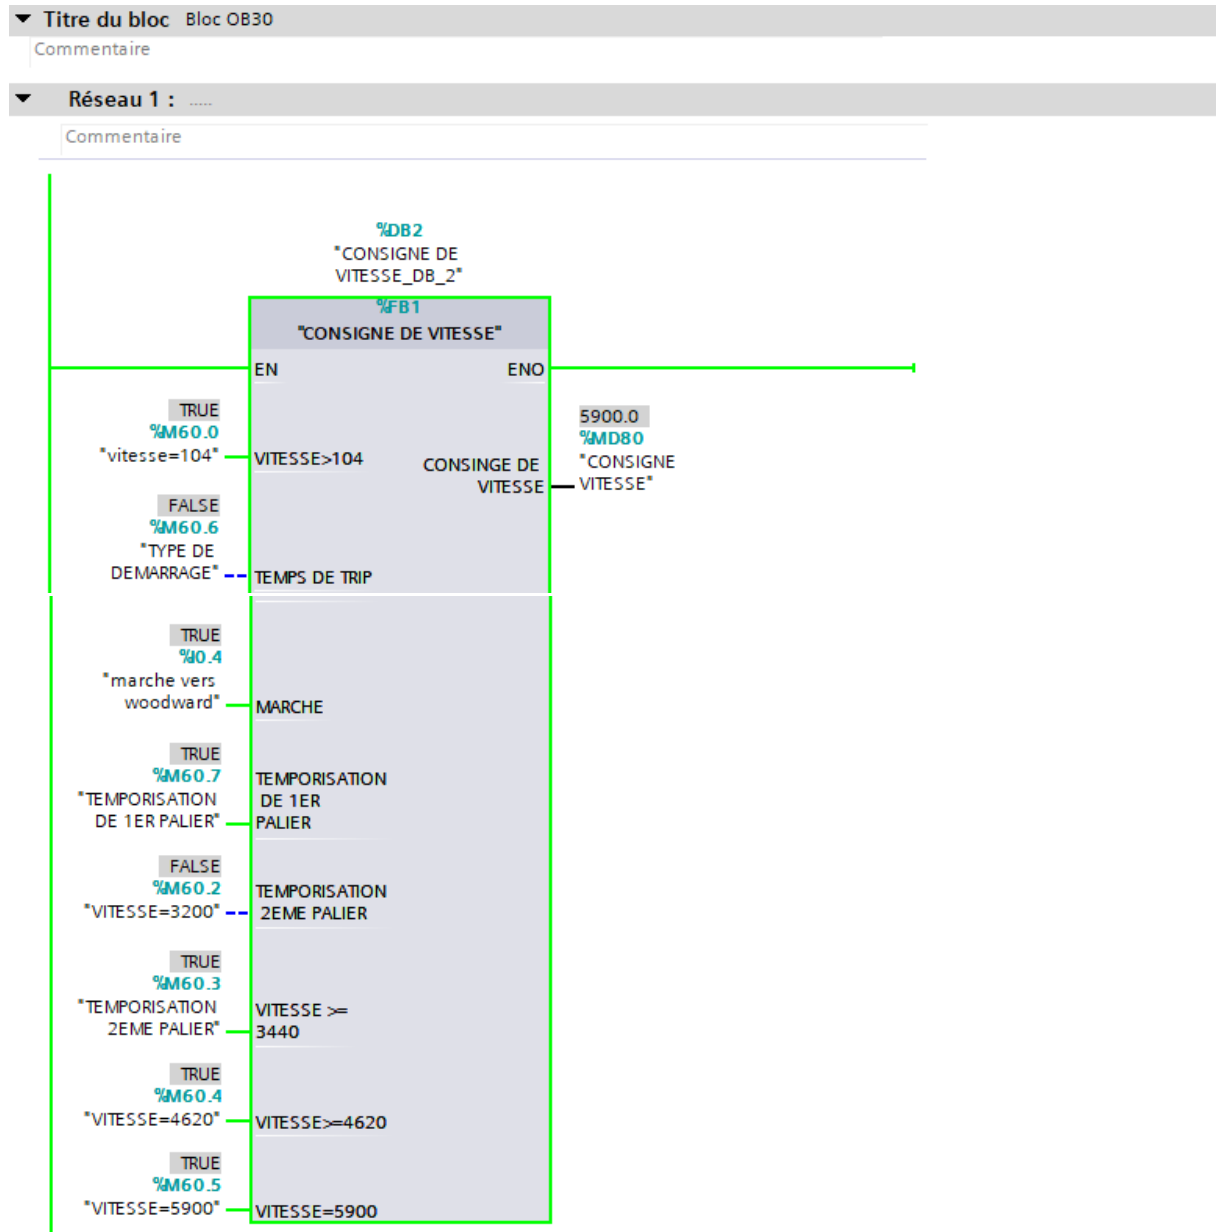 Titre du bloc Bloc OB30
Commentaire
Réseau 1 : .....
Commentaire
%DB2
"CONSIGNE DE
VITESSE_DB_2"
%FB1
"CONSIGNE DE VITESSE"
EN ENO
TRUE
%M60.0
"vitesse=104" VITESSE>104
5900.0
%MD80
"CONSIGNE
VITESSE"
CONSINGE DE
VITESSE
FALSE
%M60.6
"TYPE DE
DEMARRAGE" TEMPS DE TRIP
TRUE
%I0.4
"marche vers
woodward" MARCHE
TRUE
%M60.7
"TEMPORISATION
DE 1ER PALIER"
TEMPORISATION
DE 1ER
PALIER
FALSE
%M60.2
"VITESSE=3200"
TEMPORISATION
2EME PALIER
TRUE
%M60.3
"TEMPORISATION
2EME PALIER"
VITESSE >=
3440
TRUE
%M60.4
"VITESSE=4620" VITESSE>=4620
TRUE
%M60.5
"VITESSE=5900" VITESSE=5900